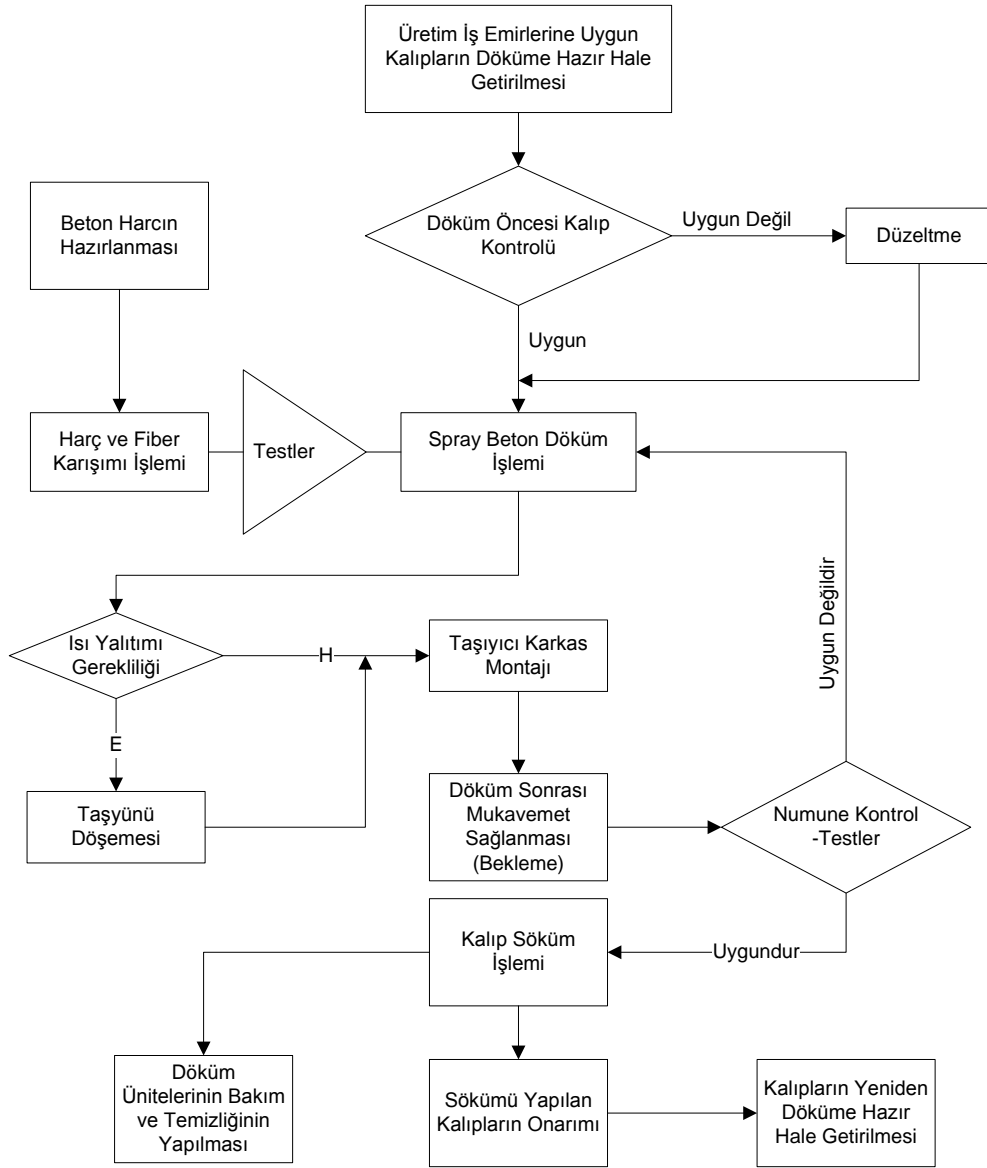 Üretim İş Emirlerine Uygun
Kalıpların Döküme Hazır Hale
Getirilmesi
Beton Harcın
Hazırlanması
Döküm Öncesi Kalıp
Kontrolü
Uygun Değil
Düzeltme
Uygun
Harç ve Fiber
Karışımı İşlemi
Testler
Spray Beton Döküm
İşlemi
Isı Yalıtımı
Gerekliliği
H
Taşıyıcı Karkas
Montajı
Uygun Değildir
E
Taşyünü
Döşemesi
Döküm Sonrası
Mukavemet
Sağlanması
(Bekleme)
Numune Kontrol
-Testler
Kalıp Söküm
İşlemi
Uygundur
Döküm
Ünitelerinin Bakım
ve Temizliğinin
Yapılması
Sökümü Yapılan
Kalıpların Onarımı
Kalıpların Yeniden
Döküme Hazır
Hale Getirilmesi